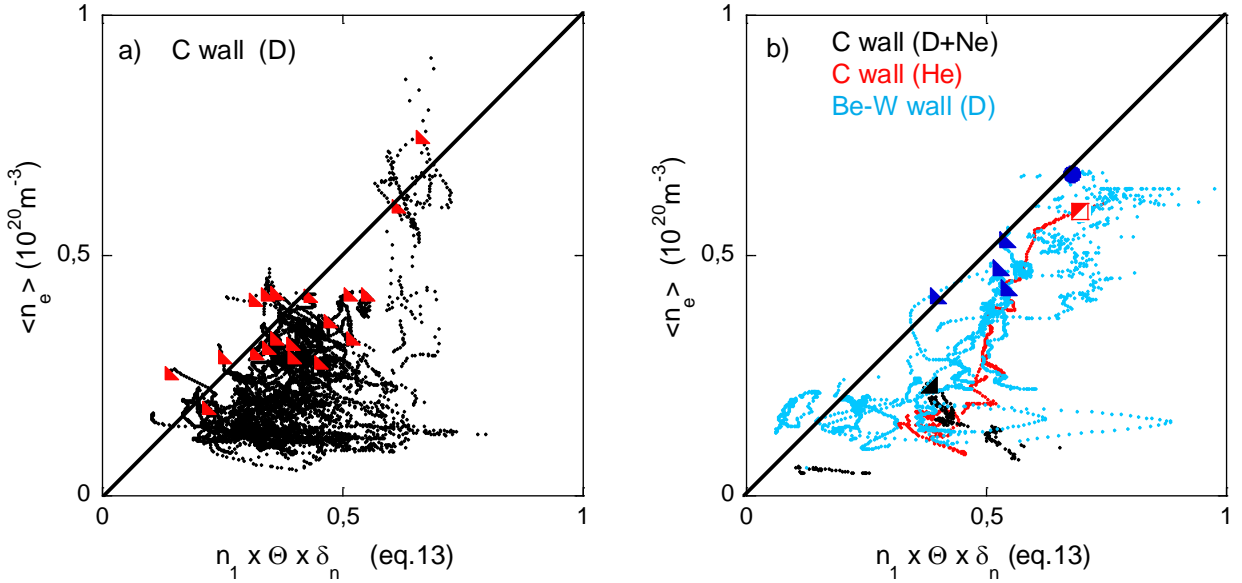 a) C wall (D)
1
0,5
0
0
0,5
1
<n_e> (10^20 m^-3)
n_1 x Θ x δ_n (eq.13)
b)
C wall (D+Ne)
C wall (He)
Be-W wall (D)
1
0,5
0
0
0,5
1
<n_e> (10^20 m^-3)
n_1 x Θ x δ_n (eq.13)